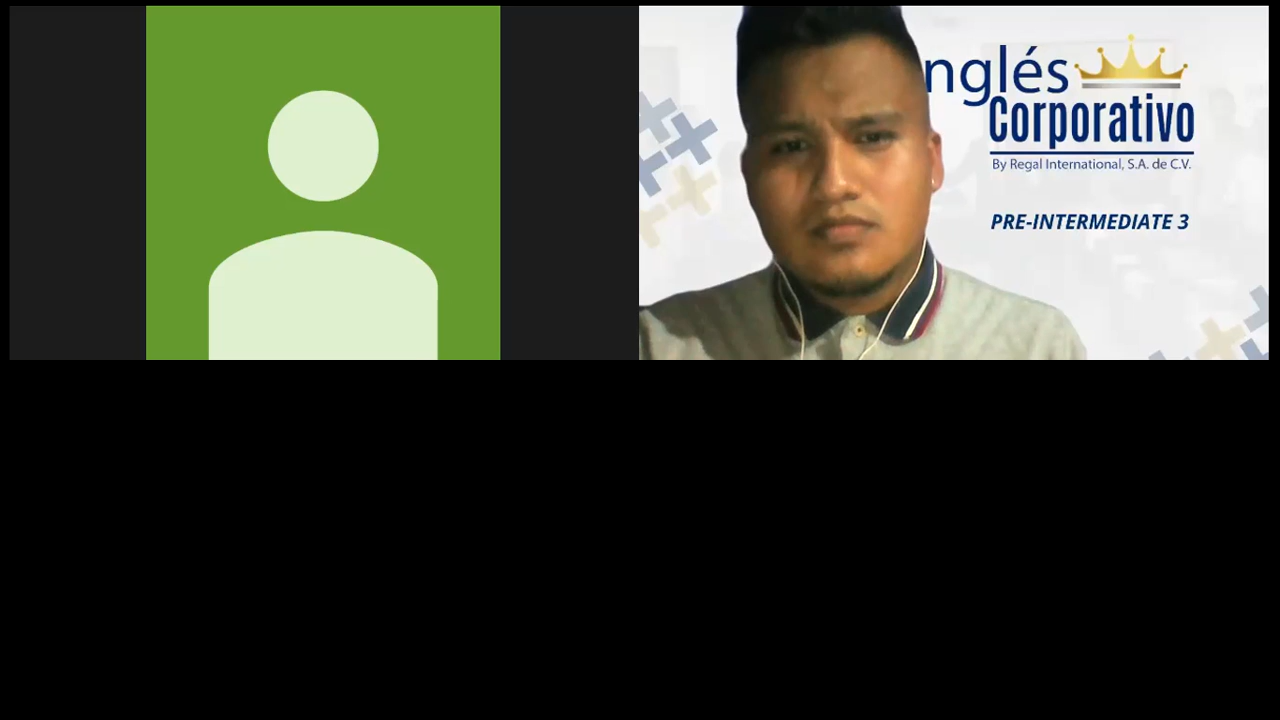 nglés
Corporativo
By Regal International, S.A. de C.V.
PRE-INTERMEDIATE 3